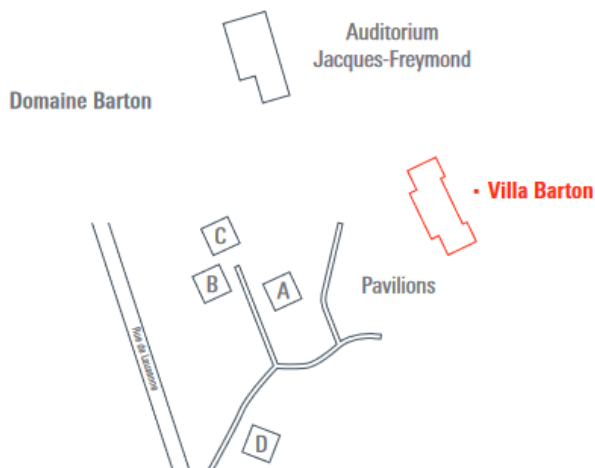 Auditorium
Jacques-Freymond
Domaine Barton
Villa Barton
C
B
A
Pavilions
Rue de Lausanne
D